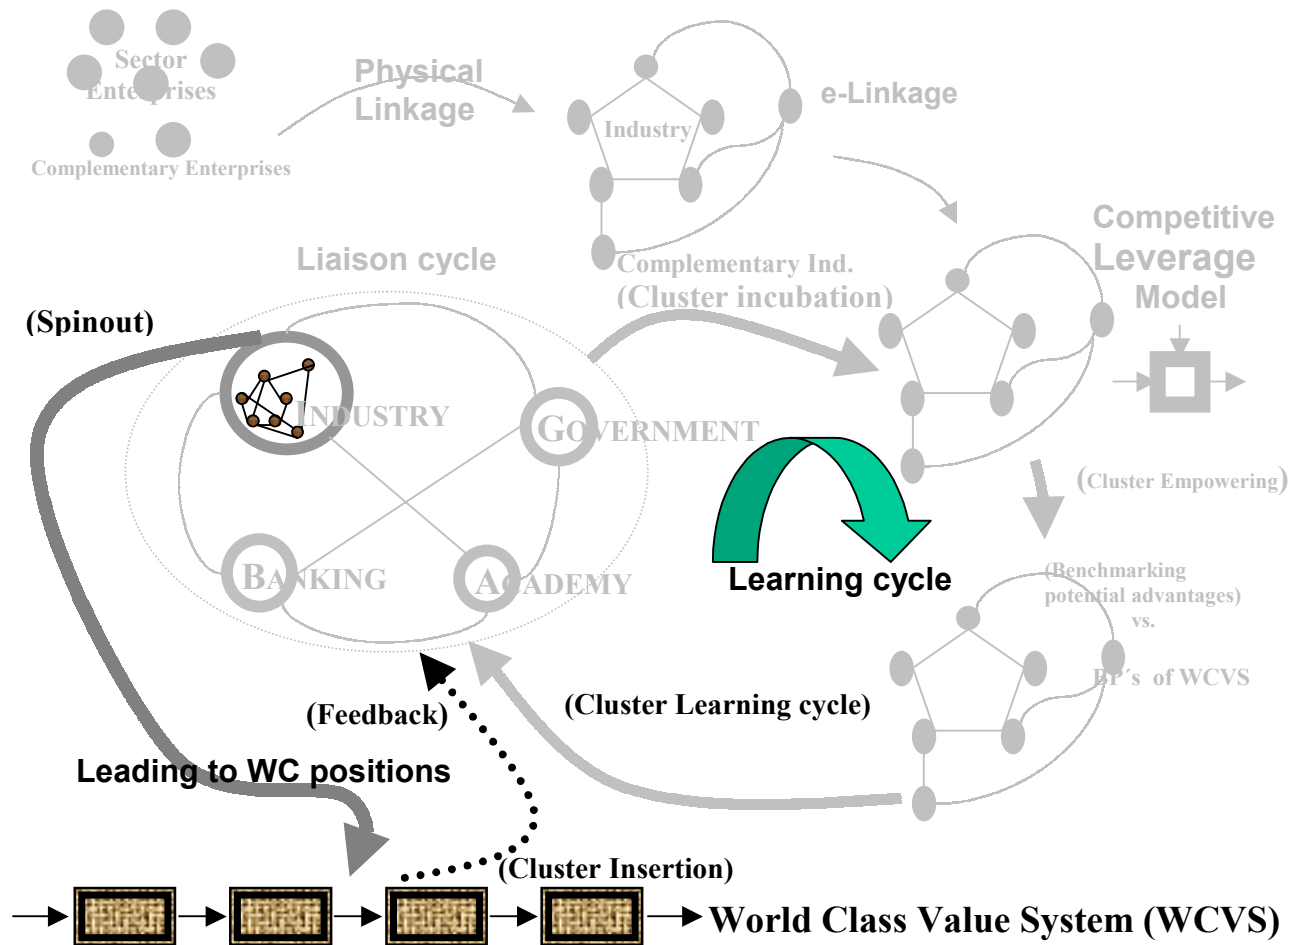 Sector
Enterprises
Complementary Enterprises
Physical
Linkage
Industry
e-Linkage
Complementary Ind.
(Cluster incubation)
Competitive
Leverage
Model
Liaison cycle
(Spinout)
INDUSTRY
GOVERNMENT
BANKING
ACADEMY
Learning cycle
(Cluster Empowering)
(Benchmarking
potential advantages)
vs.
BP´s of WCVS
(Cluster Learning cycle)
(Feedback)
Leading to WC positions
(Cluster Insertion)
World Class Value System (WCVS)